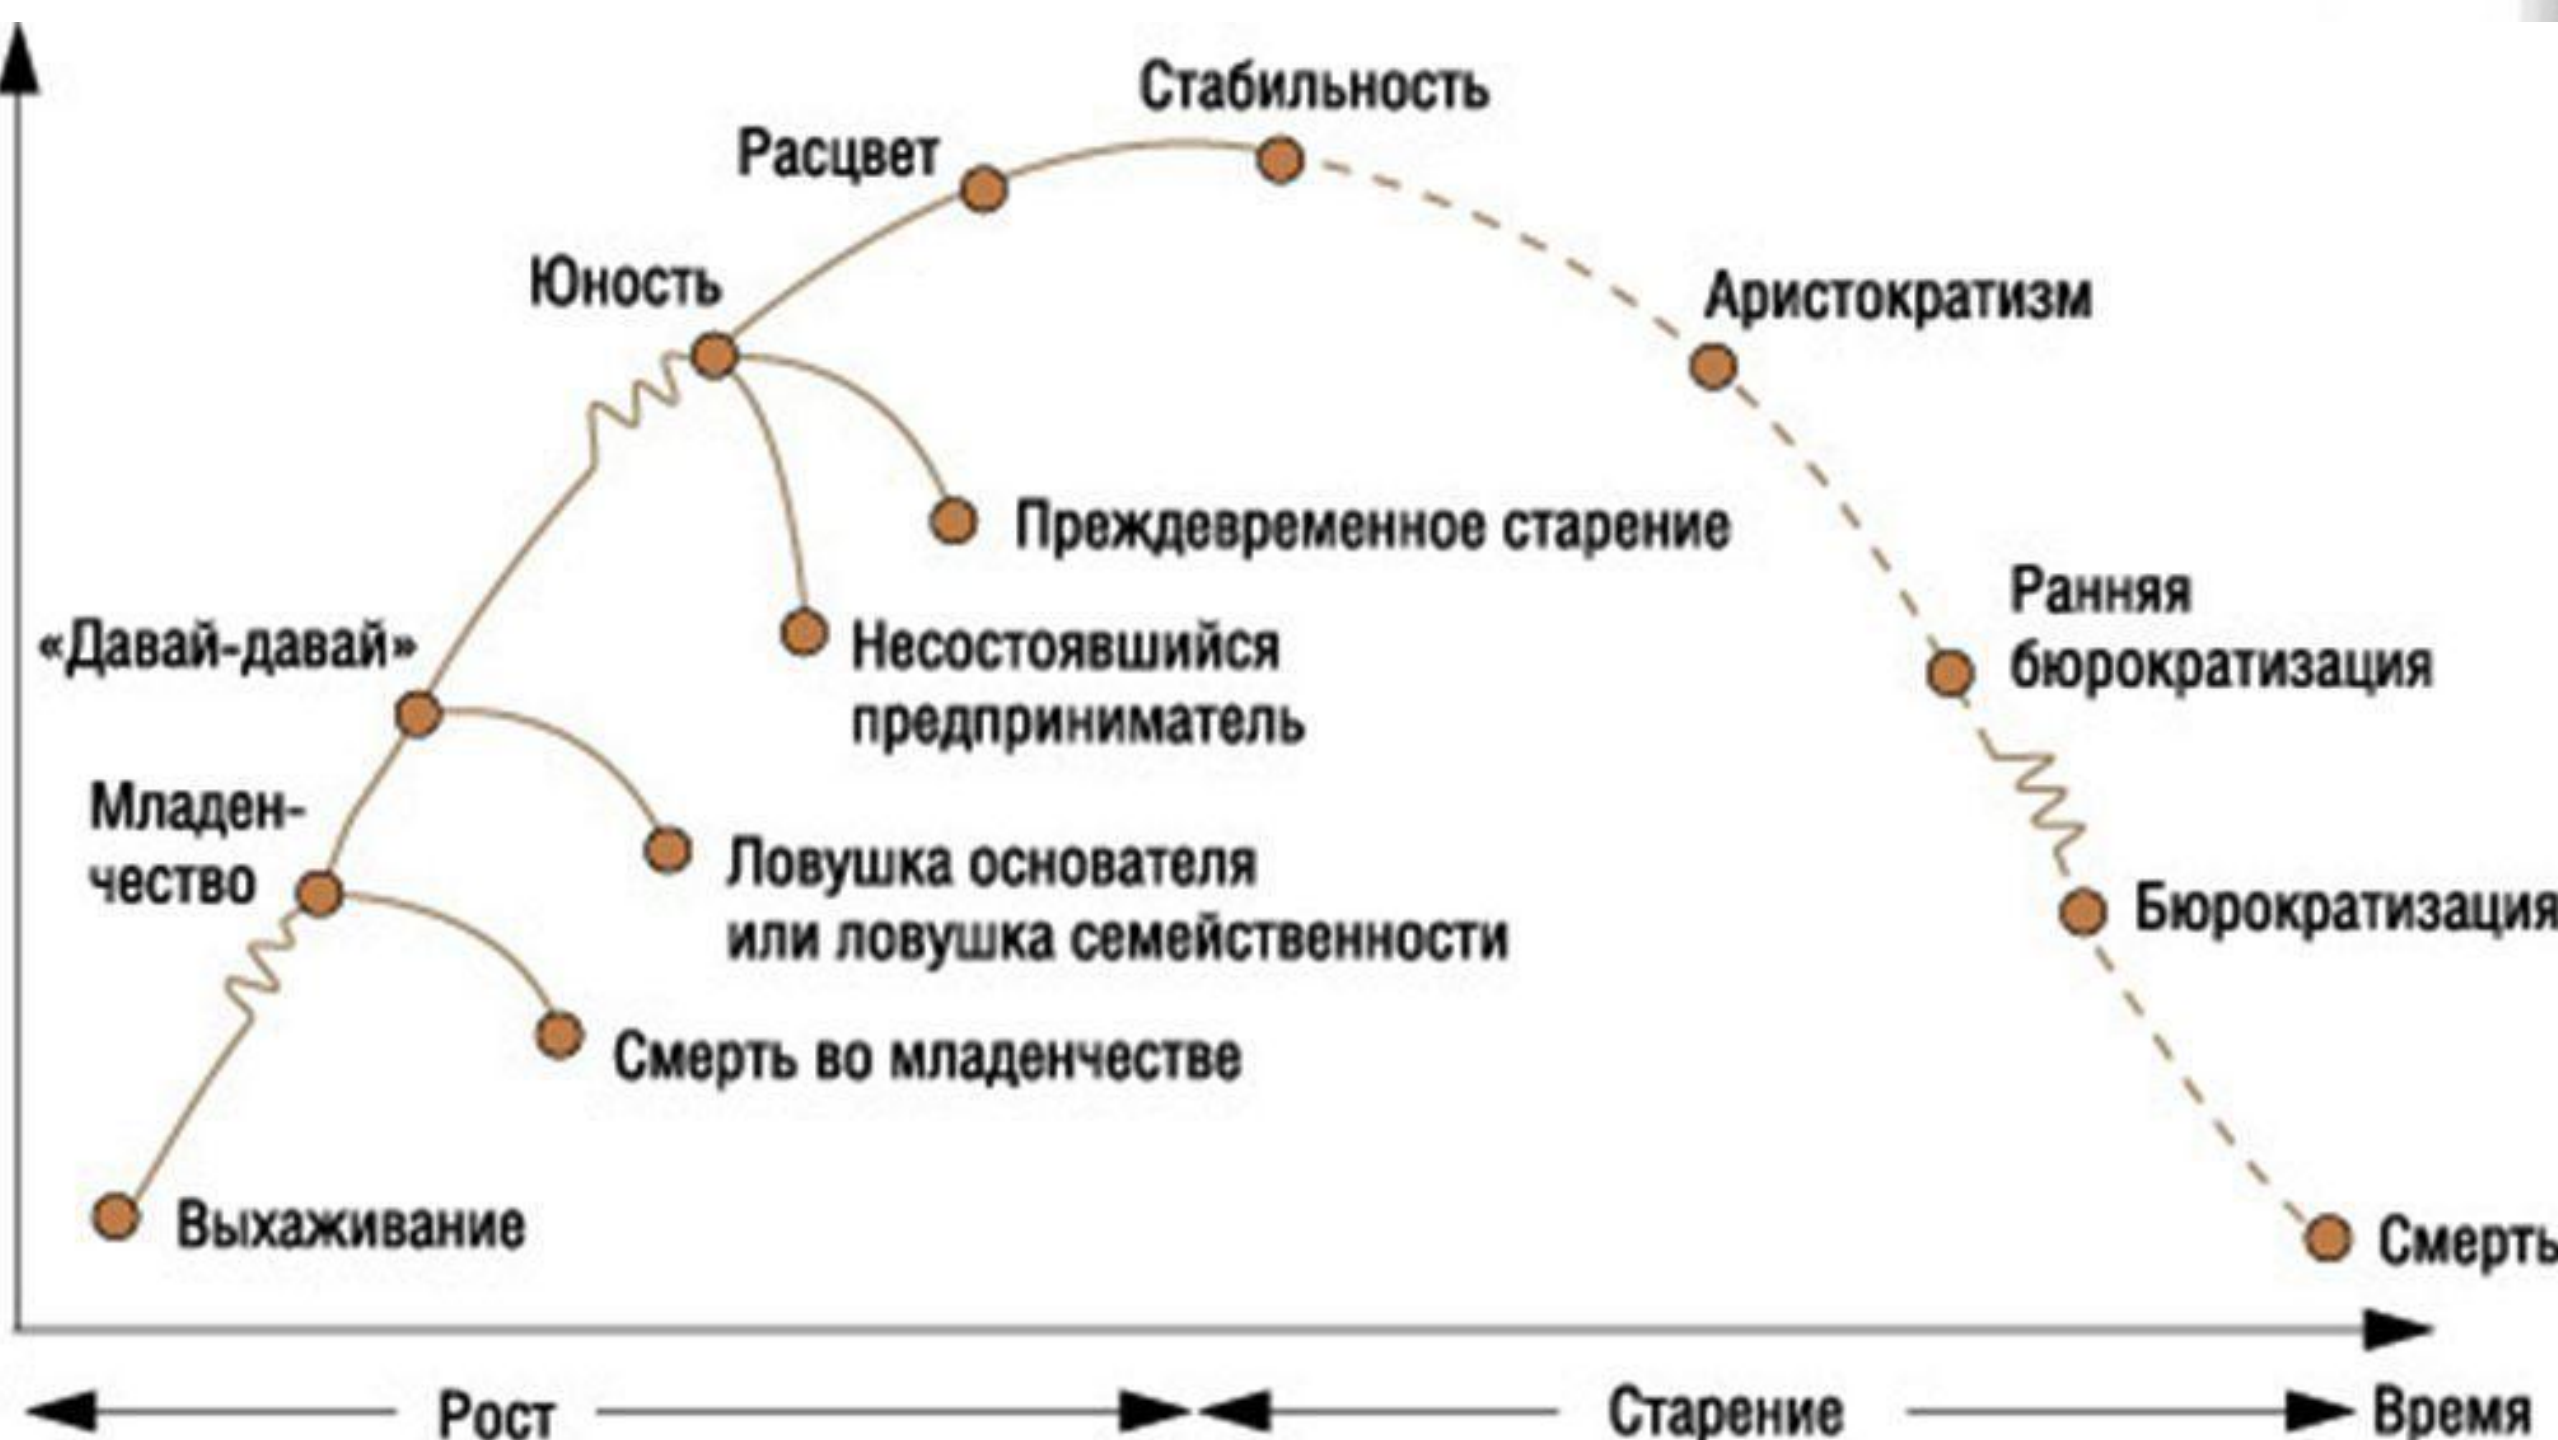 Стабильность
Расцвет
Юность
Аристократизм
Преждевременное старение
Ранняя
бюрократизация
«Давай-давай»
Несостоявшийся
предприниматель
Младен-
чество
Ловушка основателя
или ловушка семейственности
Бюрократизация
Смерть во младенчестве
Выхаживание
Смерть
Рост
Старение
Время